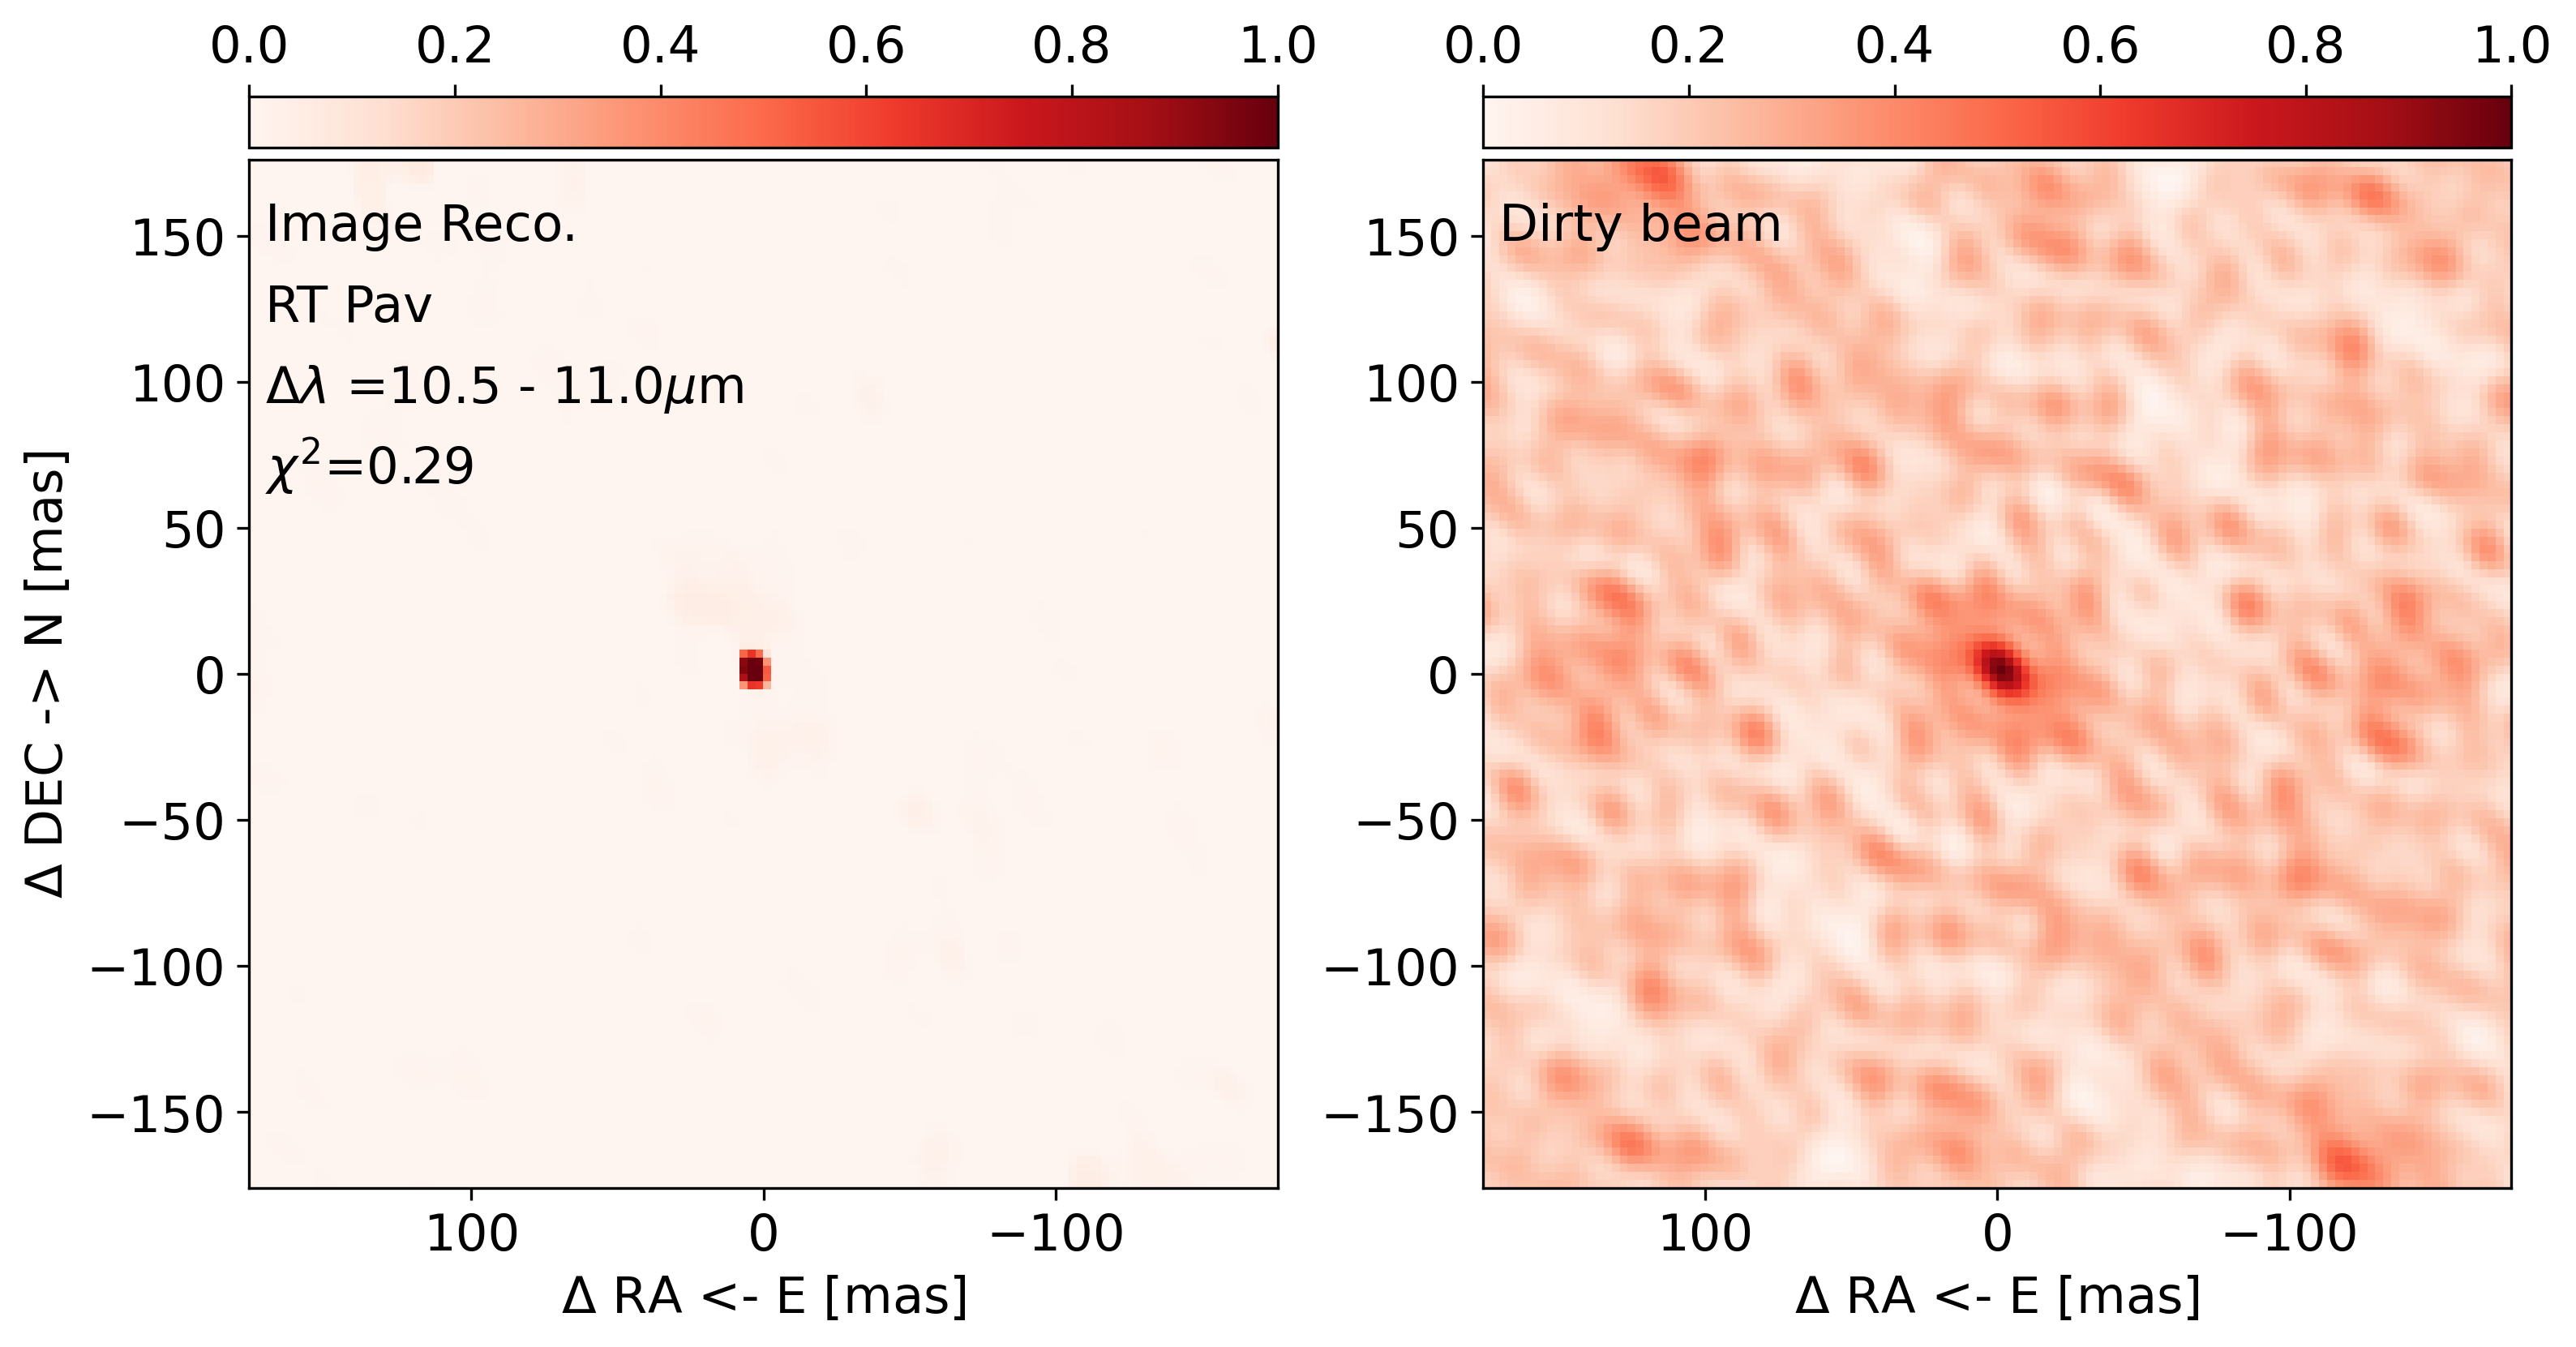 0.0 0.2 0.4 0.6 0.8 1.0
0.0 0.2 0.4 0.6 0.8 1.0
Image Reco.
RT Pav
Δλ =10.5 - 11.0μm
χ²=0.29
150
100
50
0
−50
−100
−150
Δ DEC -> N [mas]
100 0 −100
Δ RA <- E [mas]
Dirty beam
150
100
50
0
−50
−100
−150
100 0 −100
Δ RA <- E [mas]